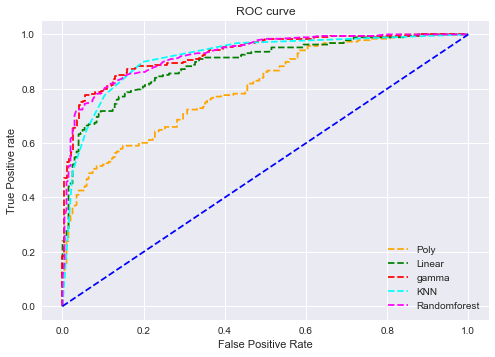 ROC curve
True Positive rate
1.0
0.8
0.6
0.4
0.2
0.0
Poly
Linear
gamma
KNN
Randomforest
0.0 0.2 0.4 0.6 0.8 1.0
False Positive Rate